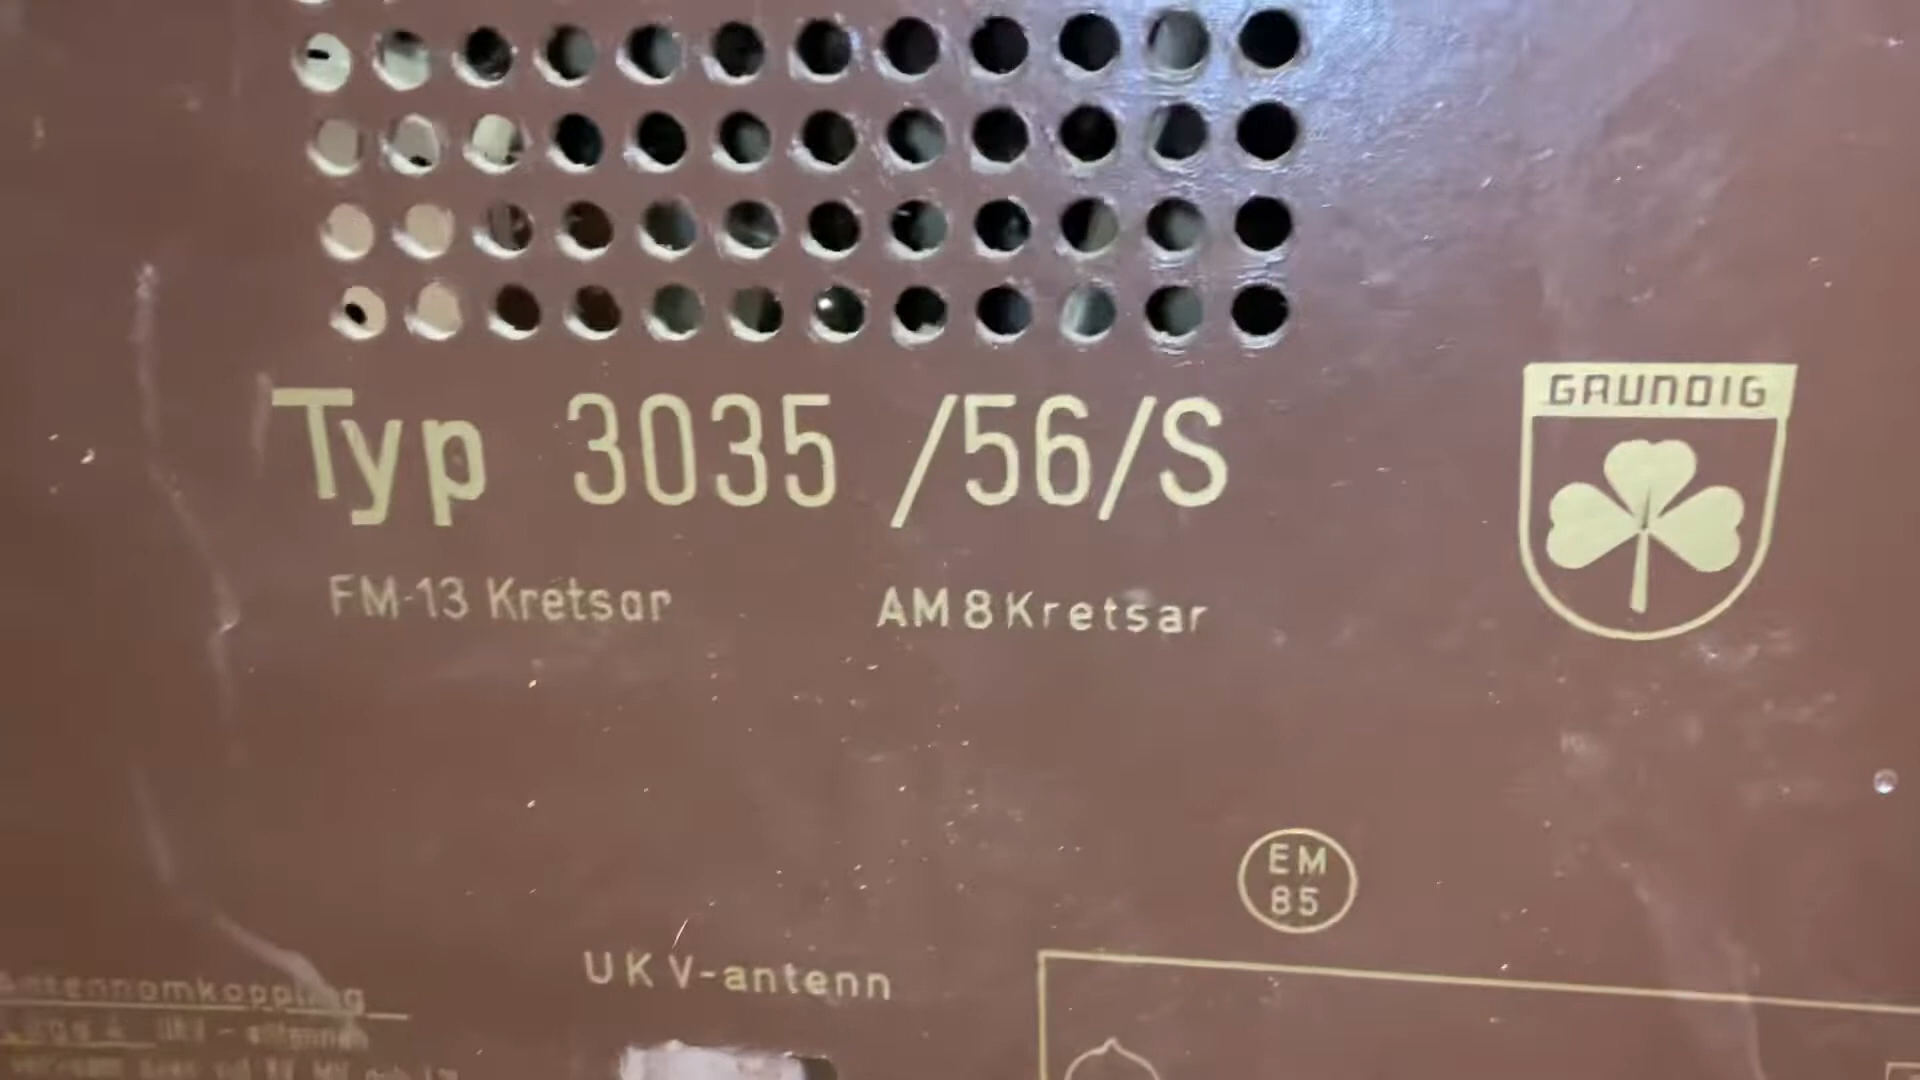 Typ 3035 /56/S
GRUNDIG
FM-13 Kretsar
AM 8 Kretsar
EM
85
UKV-antenn
Antennomkoppling